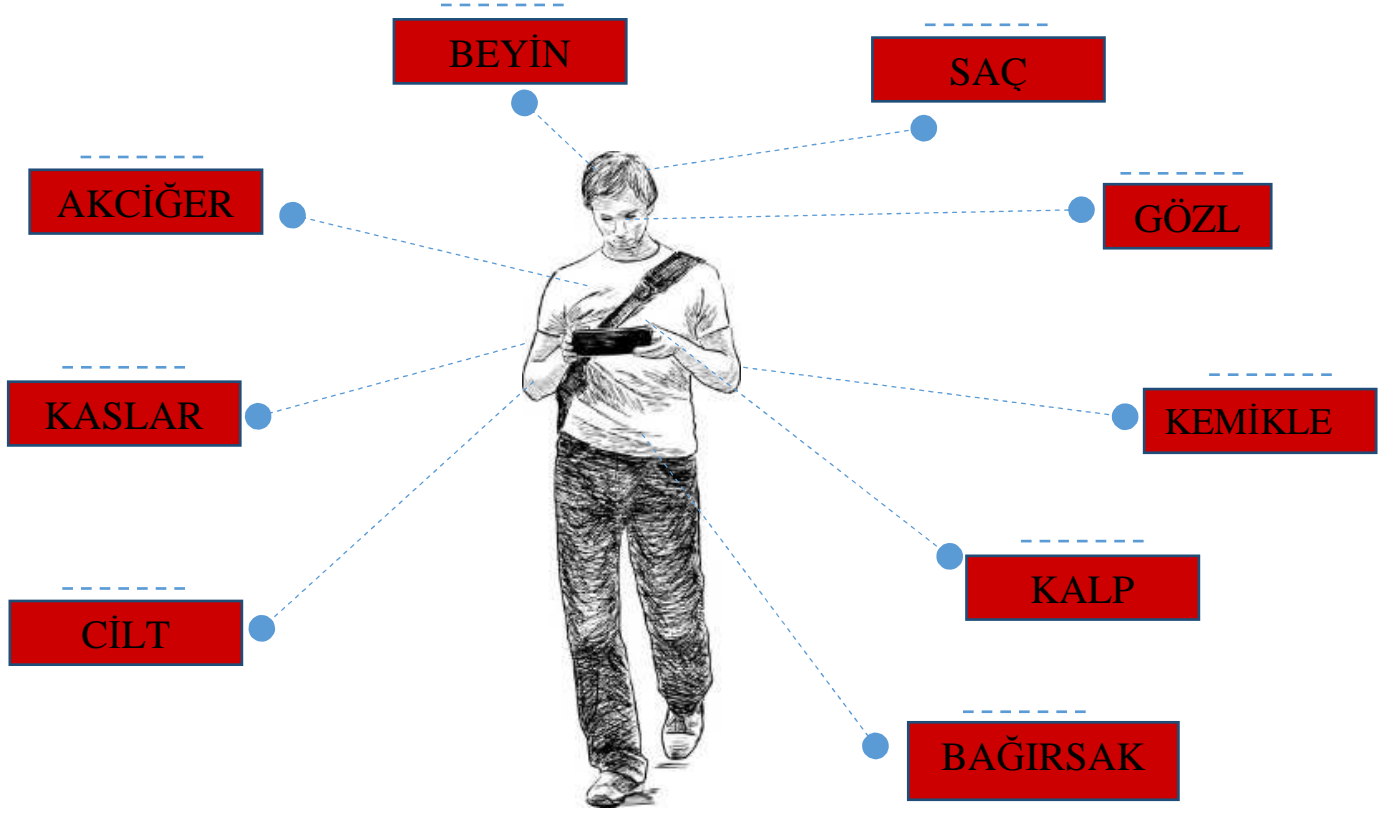 BEYİN
SAÇ
AKCİĞER
GÖZL
KASLAR
KEMİKLE
KALP
CİLT
BAĞIRSAK